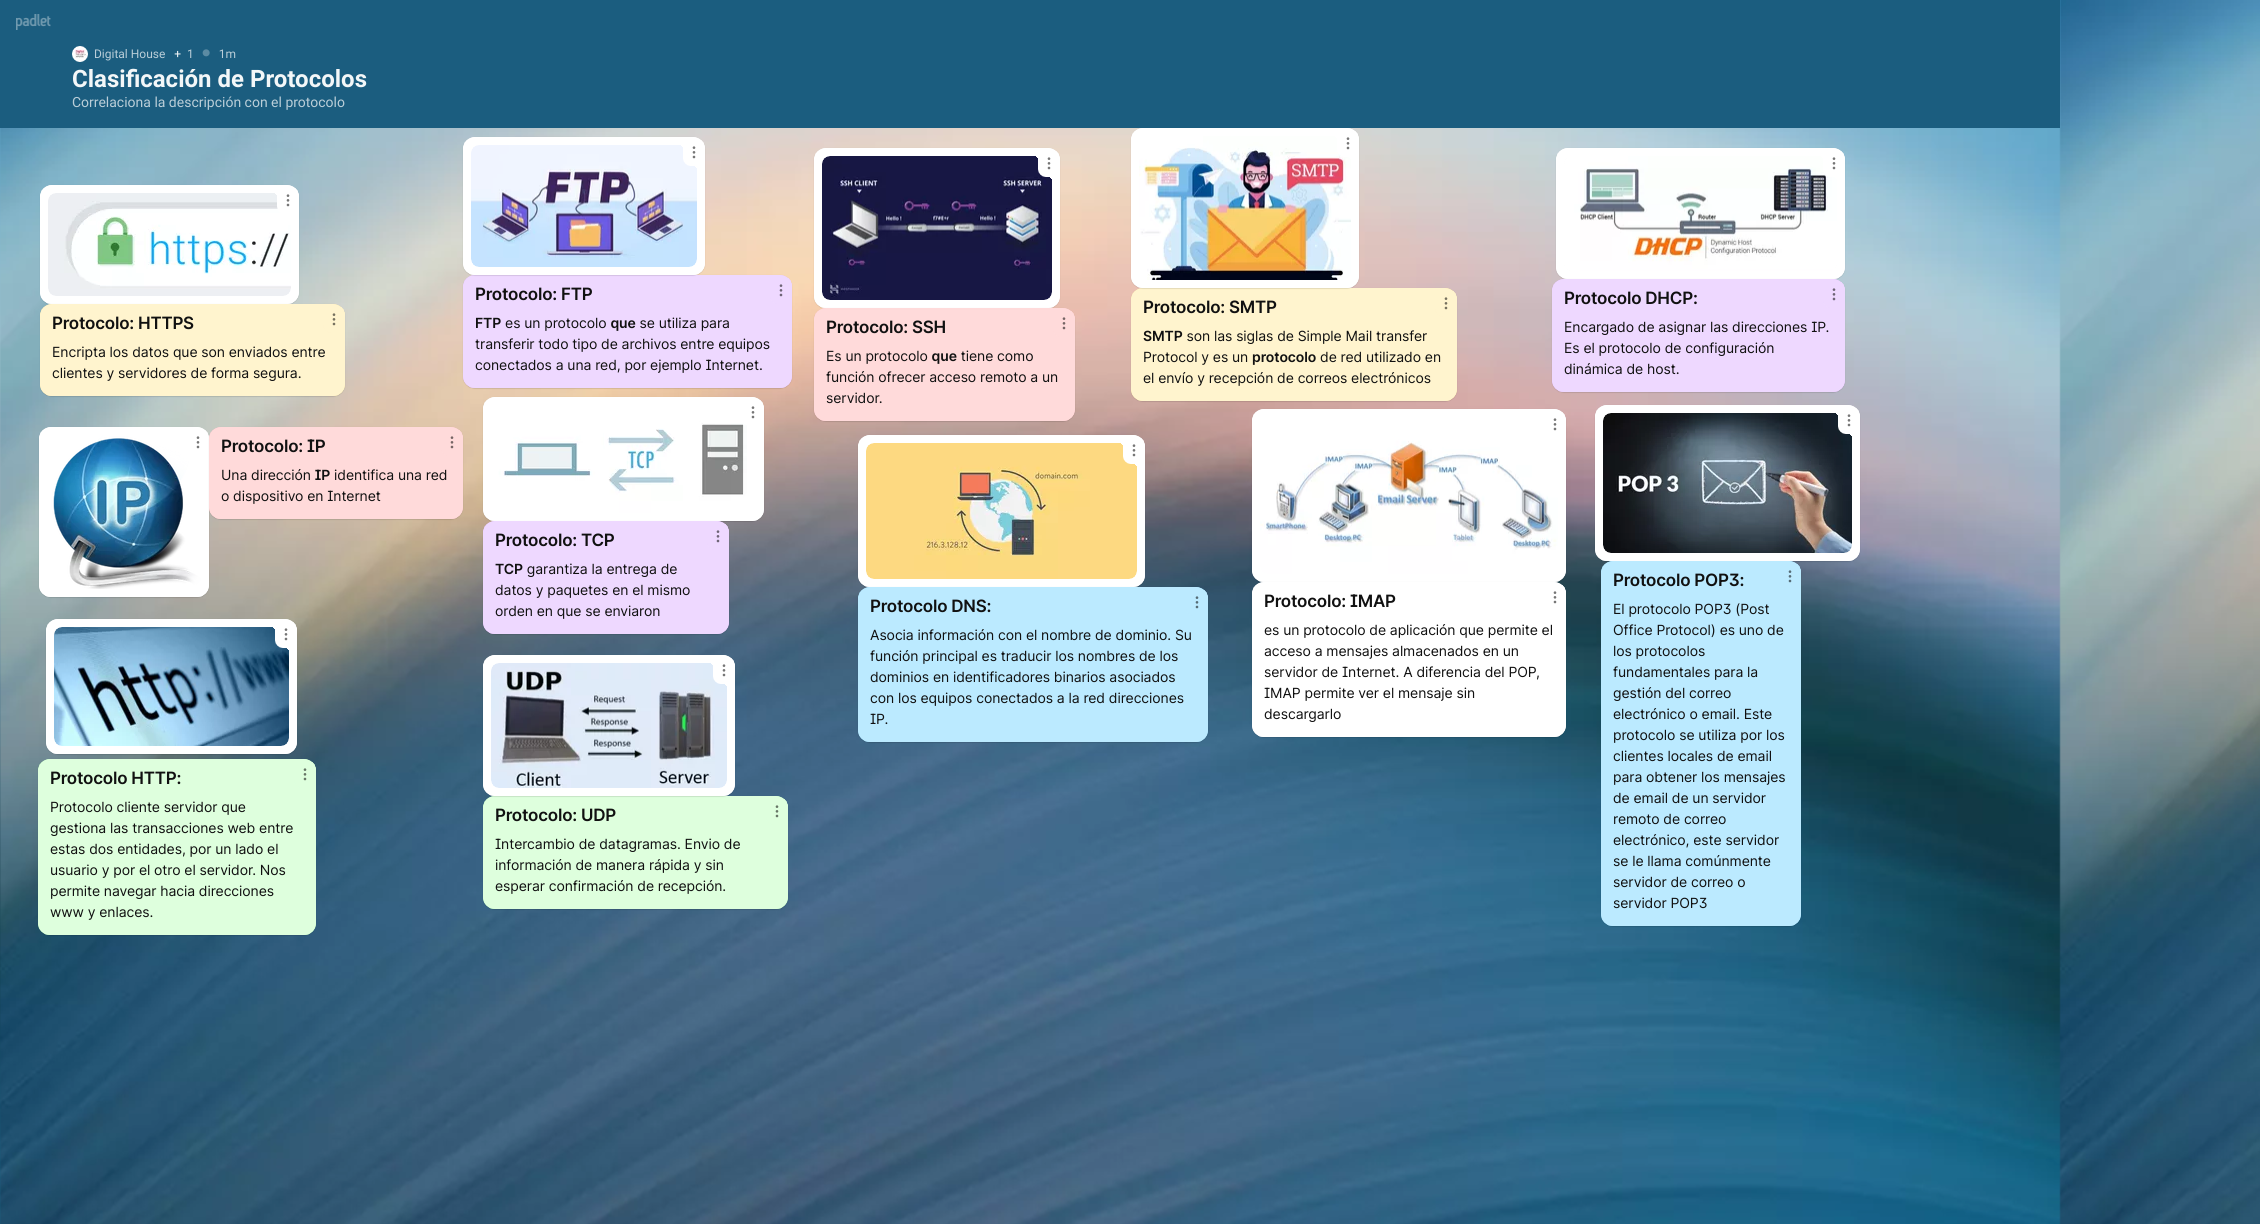 padlet
Digital House + 1 1m
Clasificación de Protocolos
Correlaciona la descripción con el protocolo
https://
Protocolo: HTTPS
Encripta los datos que son enviados entre
clientes y servidores de forma segura.
IP
Protocolo: IP
Una dirección IP identifica una red
o dispositivo en Internet
http://www
Protocolo HTTP:
Protocolo cliente servidor que
gestiona las transacciones web entre
estas dos entidades, por un lado el
usuario y por el otro el servidor. Nos
permite navegar hacia direcciones
www y enlaces.
FTP
Protocolo: FTP
FTP es un protocolo que se utiliza para
transferir todo tipo de archivos entre equipos
conectados a una red, por ejemplo Internet.
TCP
Protocolo: TCP
TCP garantiza la entrega de
datos y paquetes en el mismo
orden en que se enviaron
UDP
Request
Response
Response
Client
Server
Protocolo: UDP
Intercambio de datagramas. Envio de
información de manera rápida y sin
esperar confirmación de recepción.
SSH CLIENT
SSH SERVER
Hello !
Hello !
Protocolo: SSH
Es un protocolo que tiene como
función ofrecer acceso remoto a un
servidor.
domain.com
216.3.128.12
Protocolo DNS:
Asocia información con el nombre de dominio. Su
función principal es traducir los nombres de los
dominios en identificadores binarios asociados
con los equipos conectados a la red direcciones
IP.
SMTP
Protocolo: SMTP
SMTP son las siglas de Simple Mail transfer
Protocol y es un protocolo de red utilizado en
el envío y recepción de correos electrónicos
IMAP
IMAP
IMAP
IMAP
Email Server
SmartPhone
Desktop PC
Tablet
Desktop PC
Protocolo: IMAP
es un protocolo de aplicación que permite el
acceso a mensajes almacenados en un
servidor de Internet. A diferencia del POP,
IMAP permite ver el mensaje sin
descargarlo
DHCP Client
Router
DHCP Server
DHCP
Dynamic Host
Configuration Protocol
Protocolo DHCP:
Encargado de asignar las direcciones IP.
Es el protocolo de configuración
dinámica de host.
POP 3
Protocolo POP3:
El protocolo POP3 (Post
Office Protocol) es uno de
los protocolos
fundamentales para la
gestión del correo
electrónico o email. Este
protocolo se utiliza por los
clientes locales de email
para obtener los mensajes
de email de un servidor
remoto de correo
electrónico, este servidor
se le llama comúnmente
servidor de correo o
servidor POP3